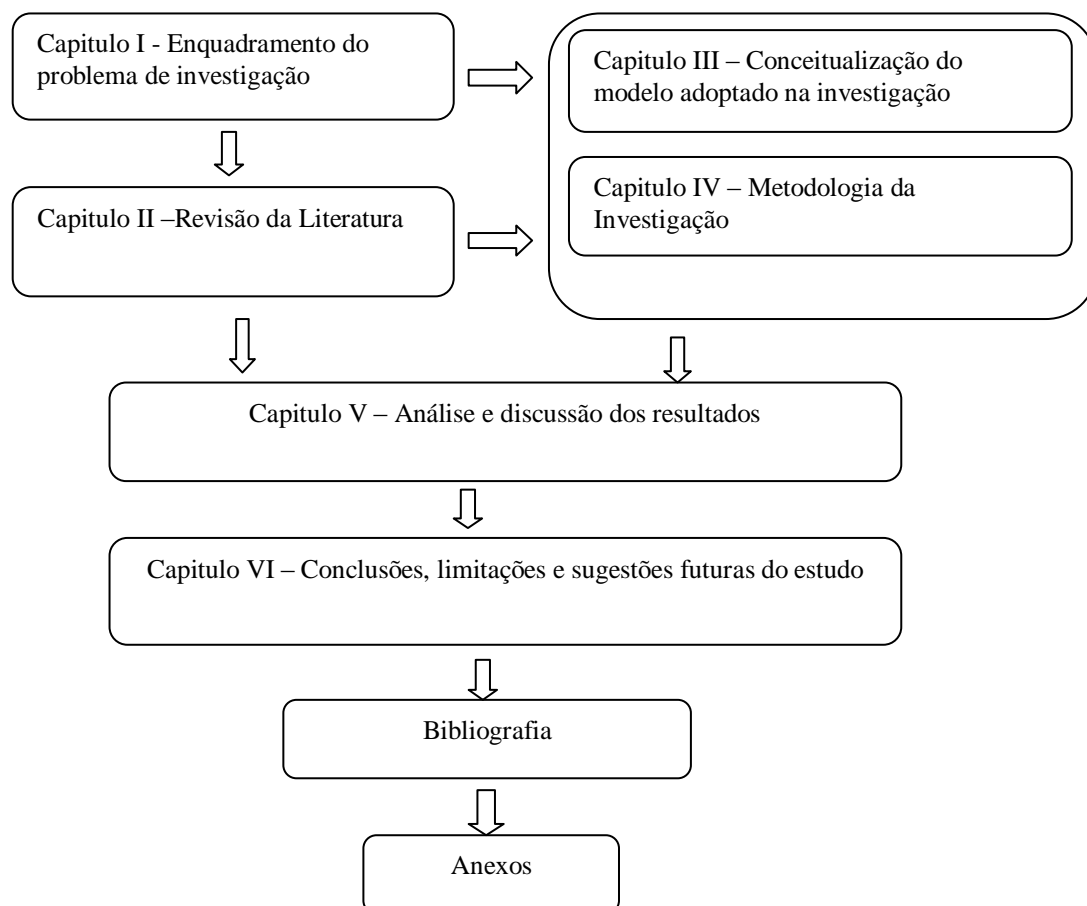 Capitulo I - Enquadramento do
problema de investigação
Capitulo II –Revisão da Literatura
Capitulo III – Conceitualização do
modelo adoptado na investigação
Capitulo IV – Metodologia da
Investigação
Capitulo V – Análise e discussão dos resultados
Capitulo VI – Conclusões, limitações e sugestões futuras do estudo
Bibliografia
Anexos